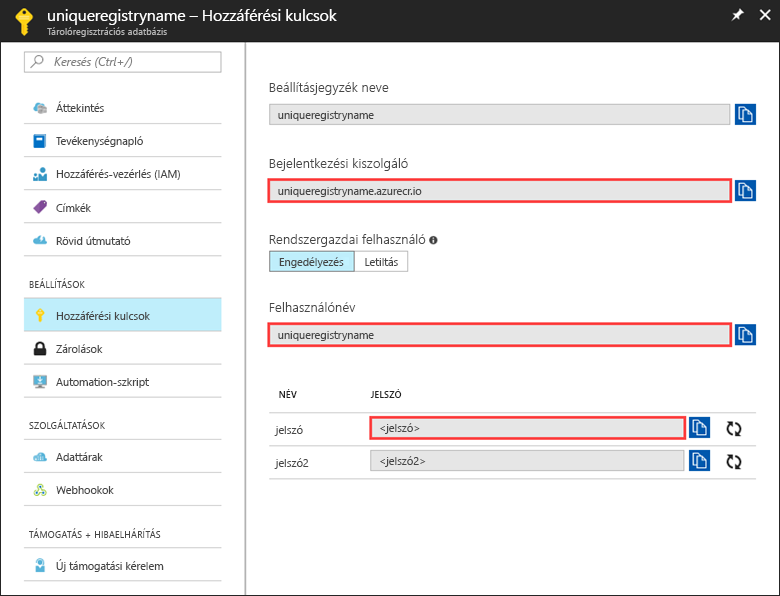 uniqueregistryname – Hozzáférési kulcsok
Tárolóregisztrációs adatbázis
Keresés (Ctrl+/)
Áttekintés
Tevékenységnapló
Hozzáférés-vezérlés (IAM)
Címkék
Rövid útmutató
BEÁLLÍTÁSOK
Hozzáférési kulcsok
Zárolások
Automation-szkript
SZOLGÁLTATÁSOK
Adattárak
Webhookok
TÁMOGATÁS + HIBAELHÁRÍTÁS
Új támogatási kérelem
Beállításjegyzék neve
uniqueregistryname
Bejelentkezési kiszolgáló
uniqueregistryname.azurecr.io
Rendszergazdai felhasználó
Engedélyezés Letiltás
Felhasználónév
uniqueregistryname
NÉV JELSZÓ
jelszó <jelszó>
jelszó2 <jelszó2>